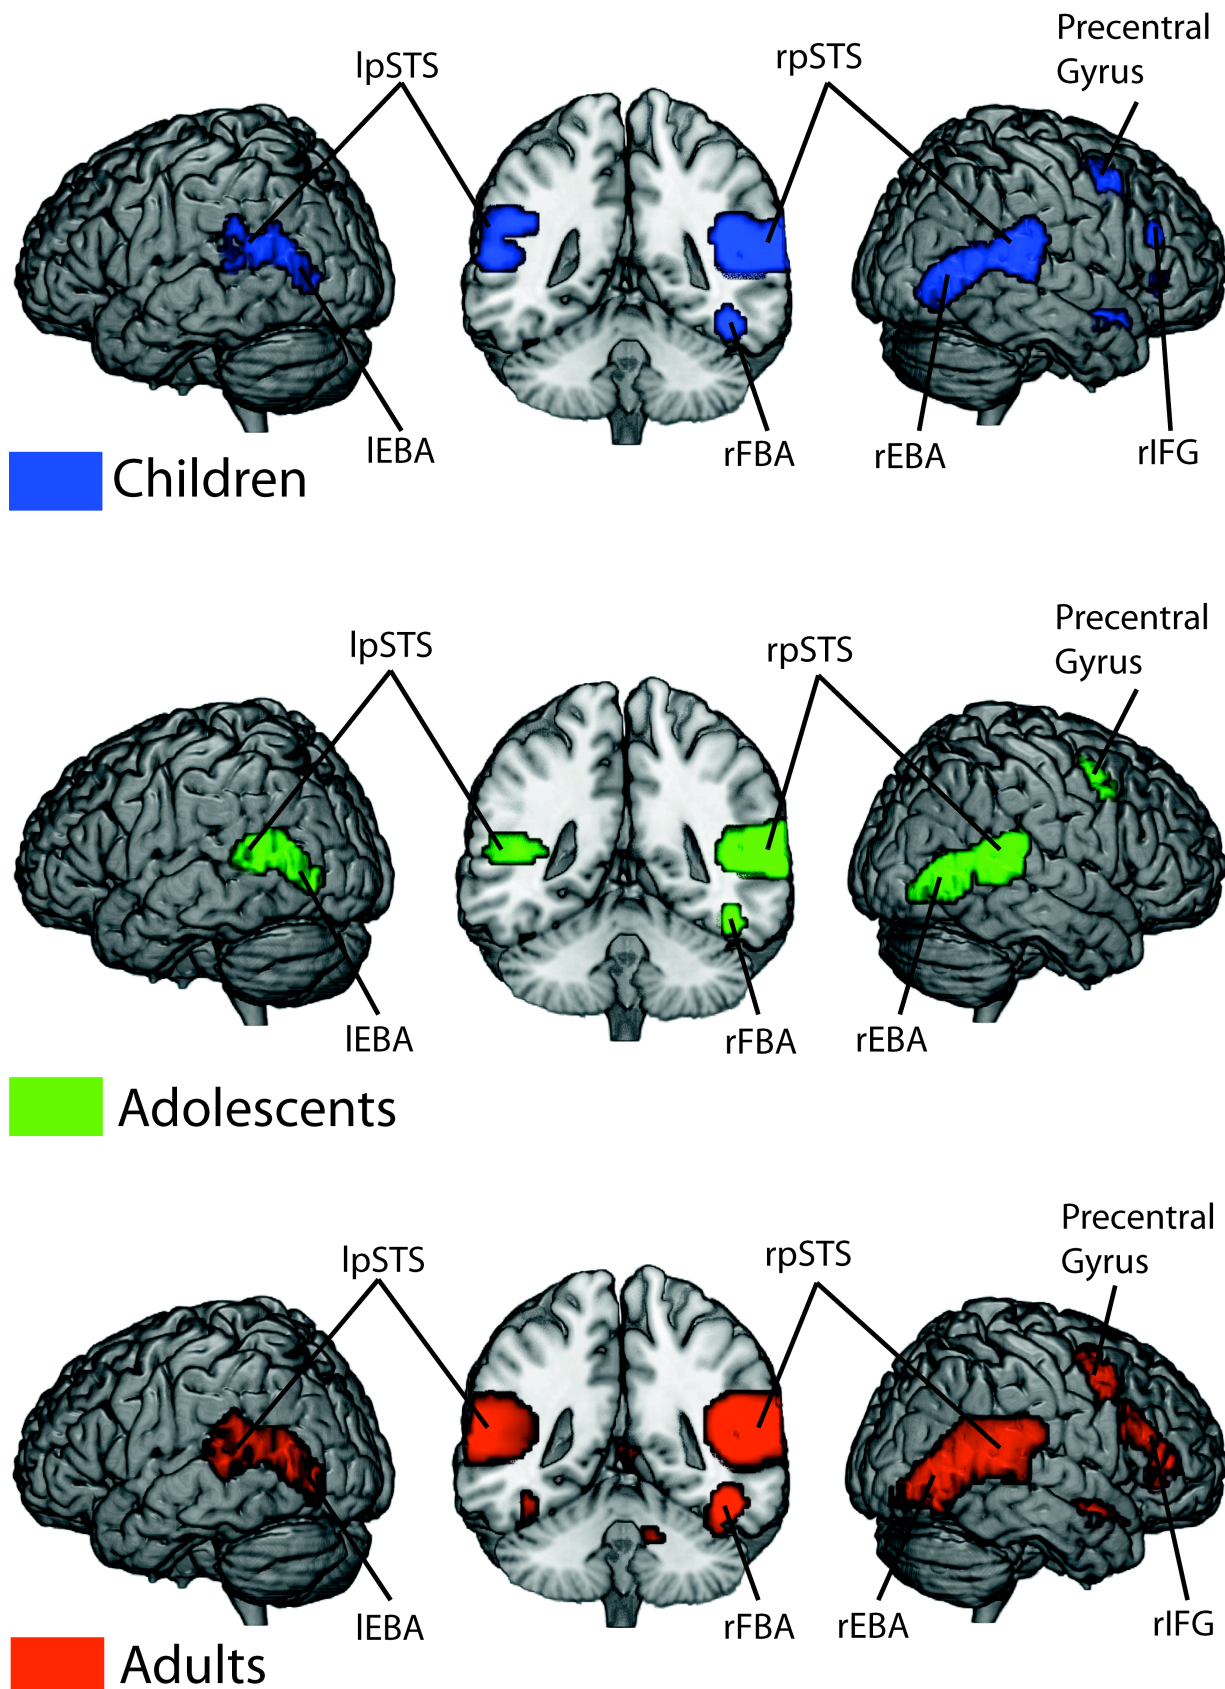 lpSTS
rpSTS
Precentral
Gyrus
lEBA
rFBA
rEBA
rIFG
Children
lpSTS
rpSTS
Precentral
Gyrus
lEBA
rFBA
rEBA
Adolescents
lpSTS
rpSTS
Precentral
Gyrus
lEBA
rFBA
rEBA
rIFG
Adults